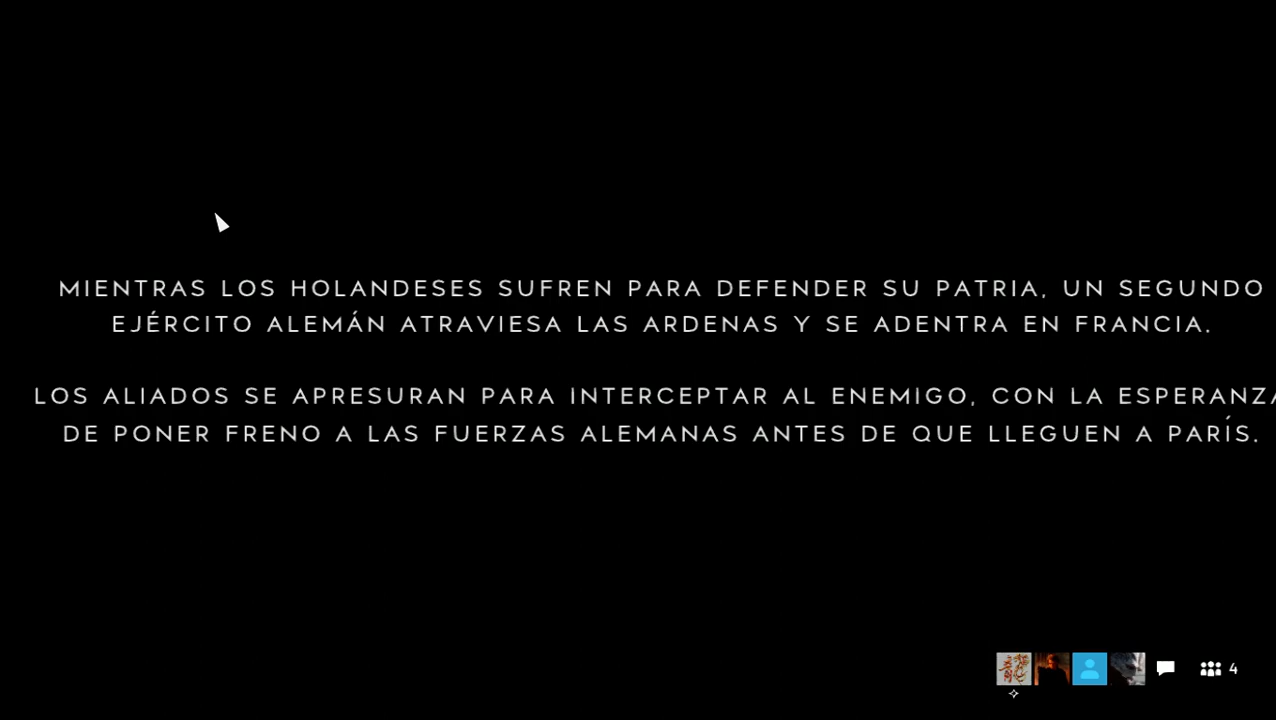 MIENTRAS LOS HOLANDESES SUFREN PARA DEFENDER SU PATRIA, UN SEGUNDO
EJÉRCITO ALEMÁN ATRAVIESA LAS ARDENAS Y SE ADENTRA EN FRANCIA.
LOS ALIADOS SE APRESURAN PARA INTERCEPTAR AL ENEMIGO, CON LA ESPERANZA
DE PONER FRENO A LAS FUERZAS ALEMANAS ANTES DE QUE LLEGUEN A PARÍS.
4